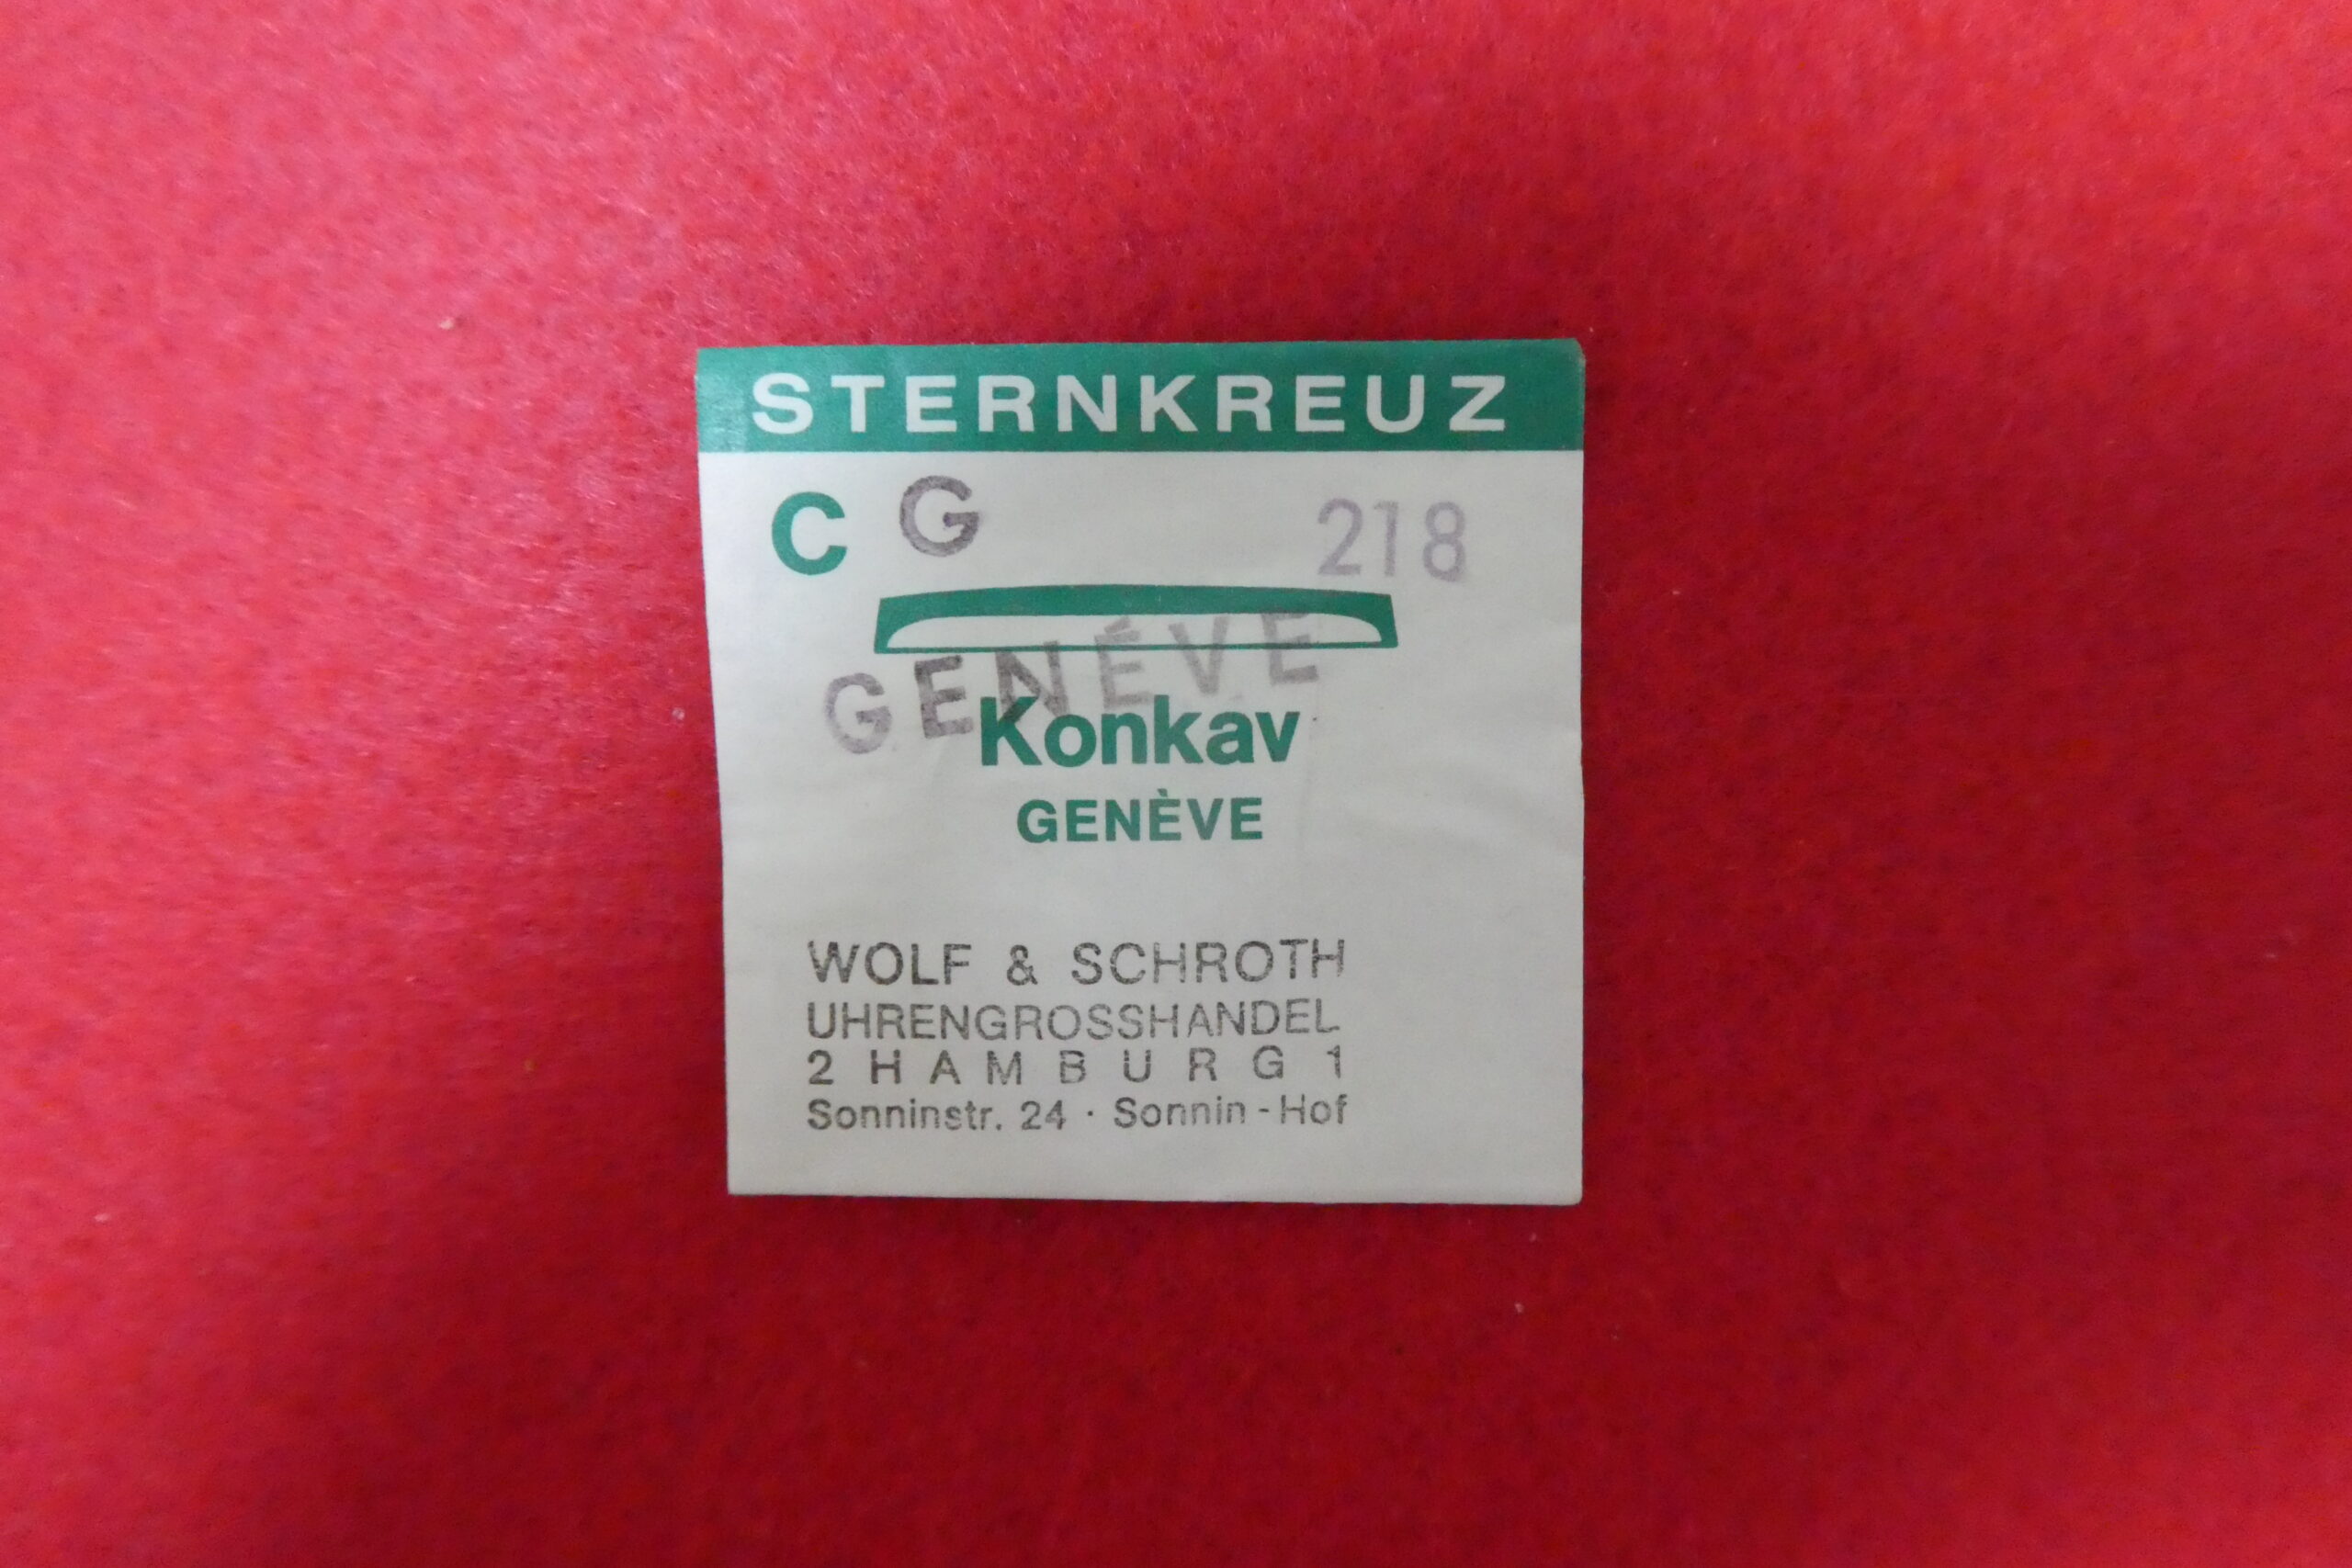 STERNKREUZ
C G 218
GENÉVE
Konkav
GENÈVE
WOLF & SCHROTH
UHRENGROSSHANDEL
2 HAMBURG 1
Sonninstr. 24 · Sonnin-Hof